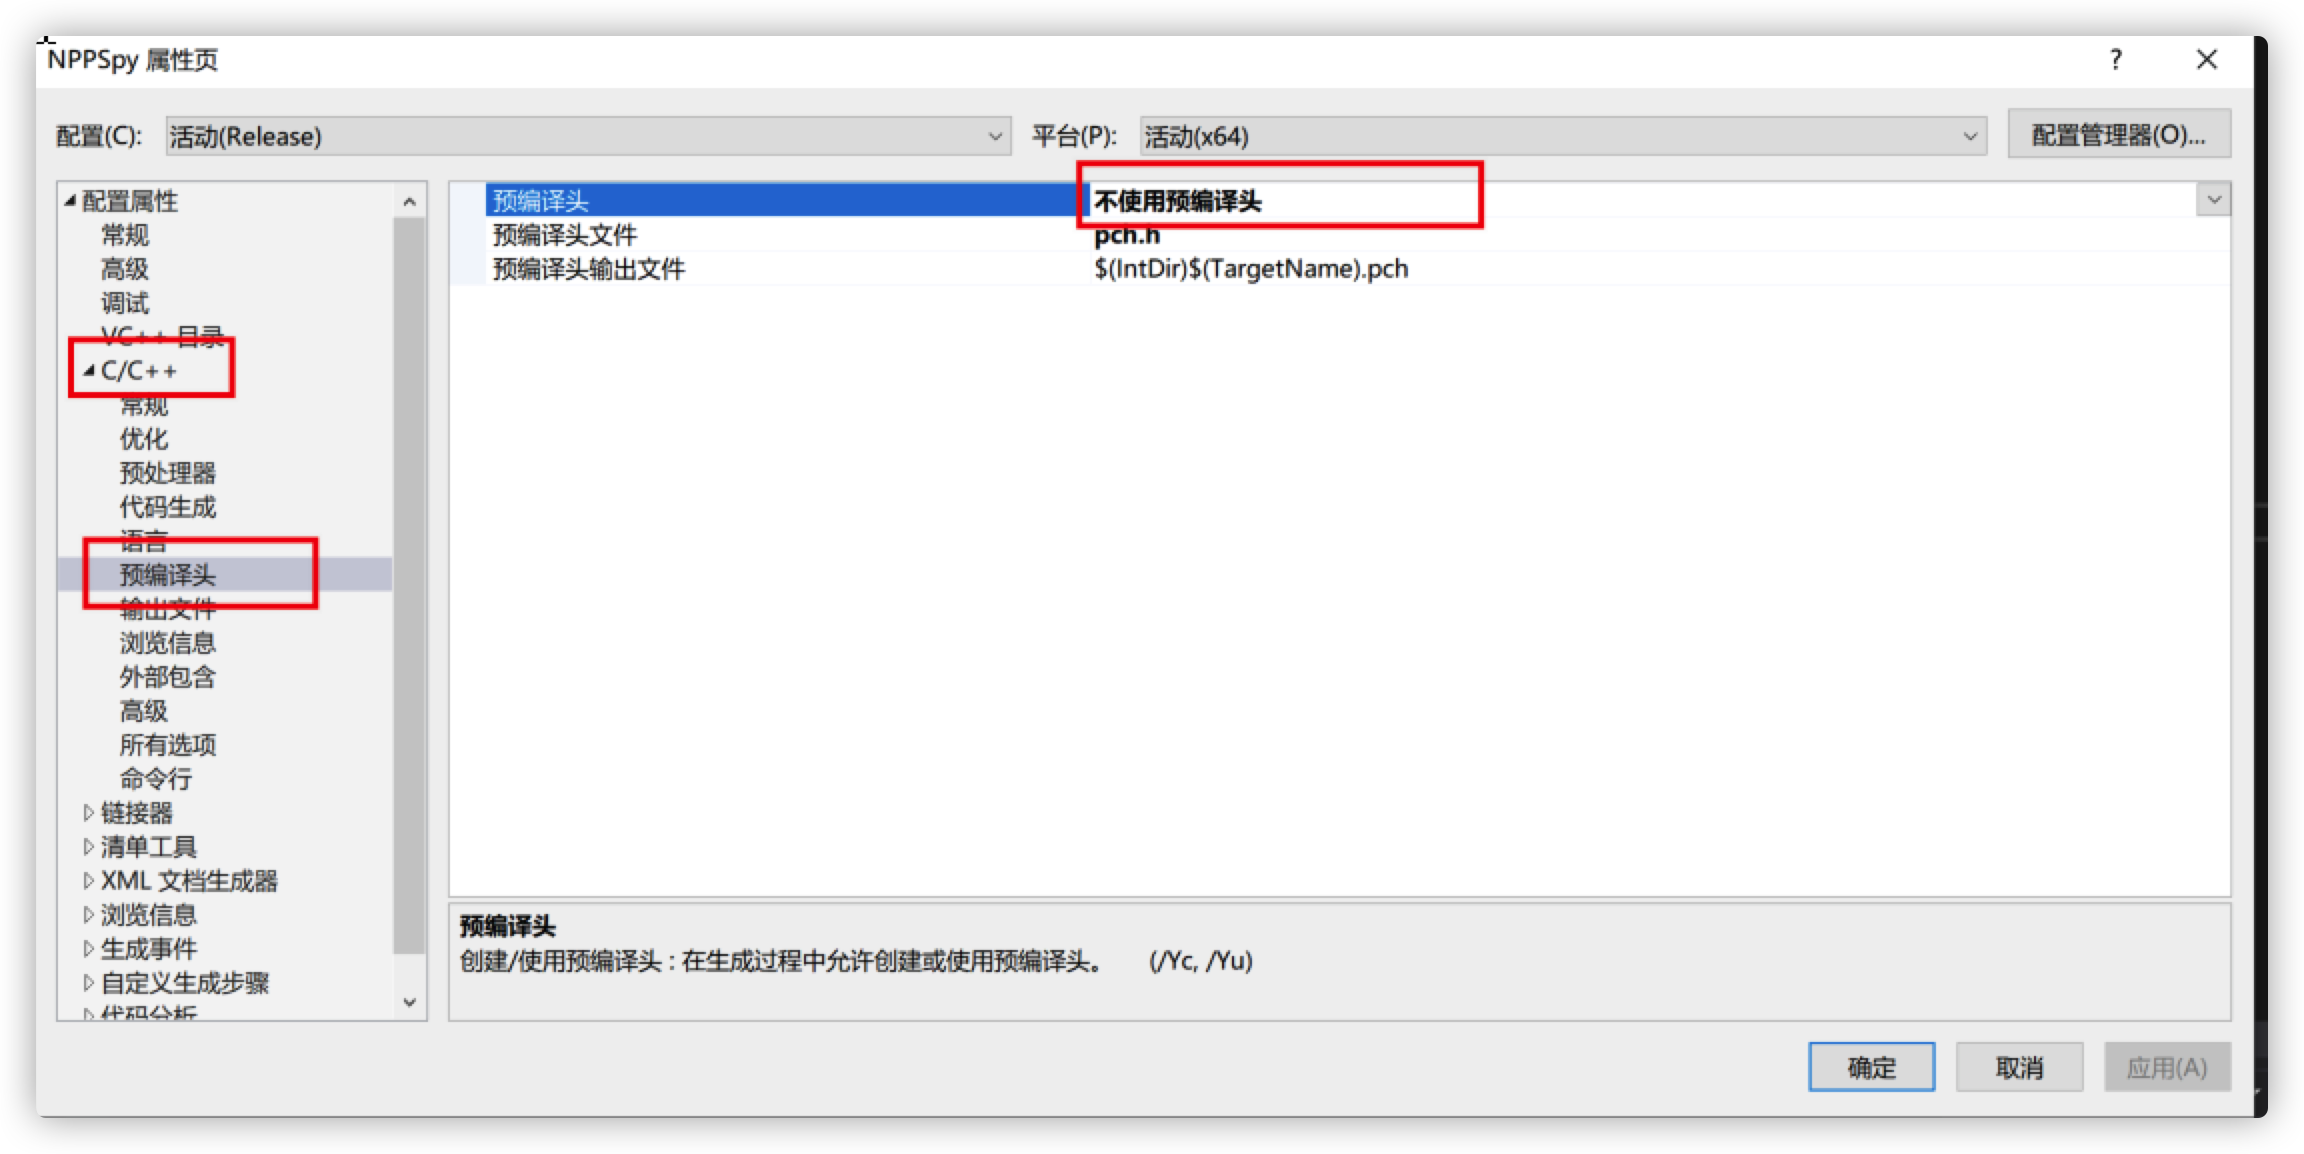 NPPSpy 属性页
?
配置(C):
活动(Release)
平台(P):
活动(x64)
配置管理器(O)...
配置属性
常规
高级
调试
VC++ 目录
C/C++
常规
优化
预处理器
代码生成
语言
预编译头
输出文件
浏览信息
外部包含
高级
所有选项
命令行
链接器
清单工具
XML 文档生成器
浏览信息
生成事件
自定义生成步骤
代码分析
预编译头
不使用预编译头
预编译头文件
pch.h
预编译头输出文件
$(IntDir)$(TargetName).pch
预编译头
创建/使用预编译头 : 在生成过程中允许创建或使用预编译头。 (/Yc, /Yu)
确定
取消
应用(A)